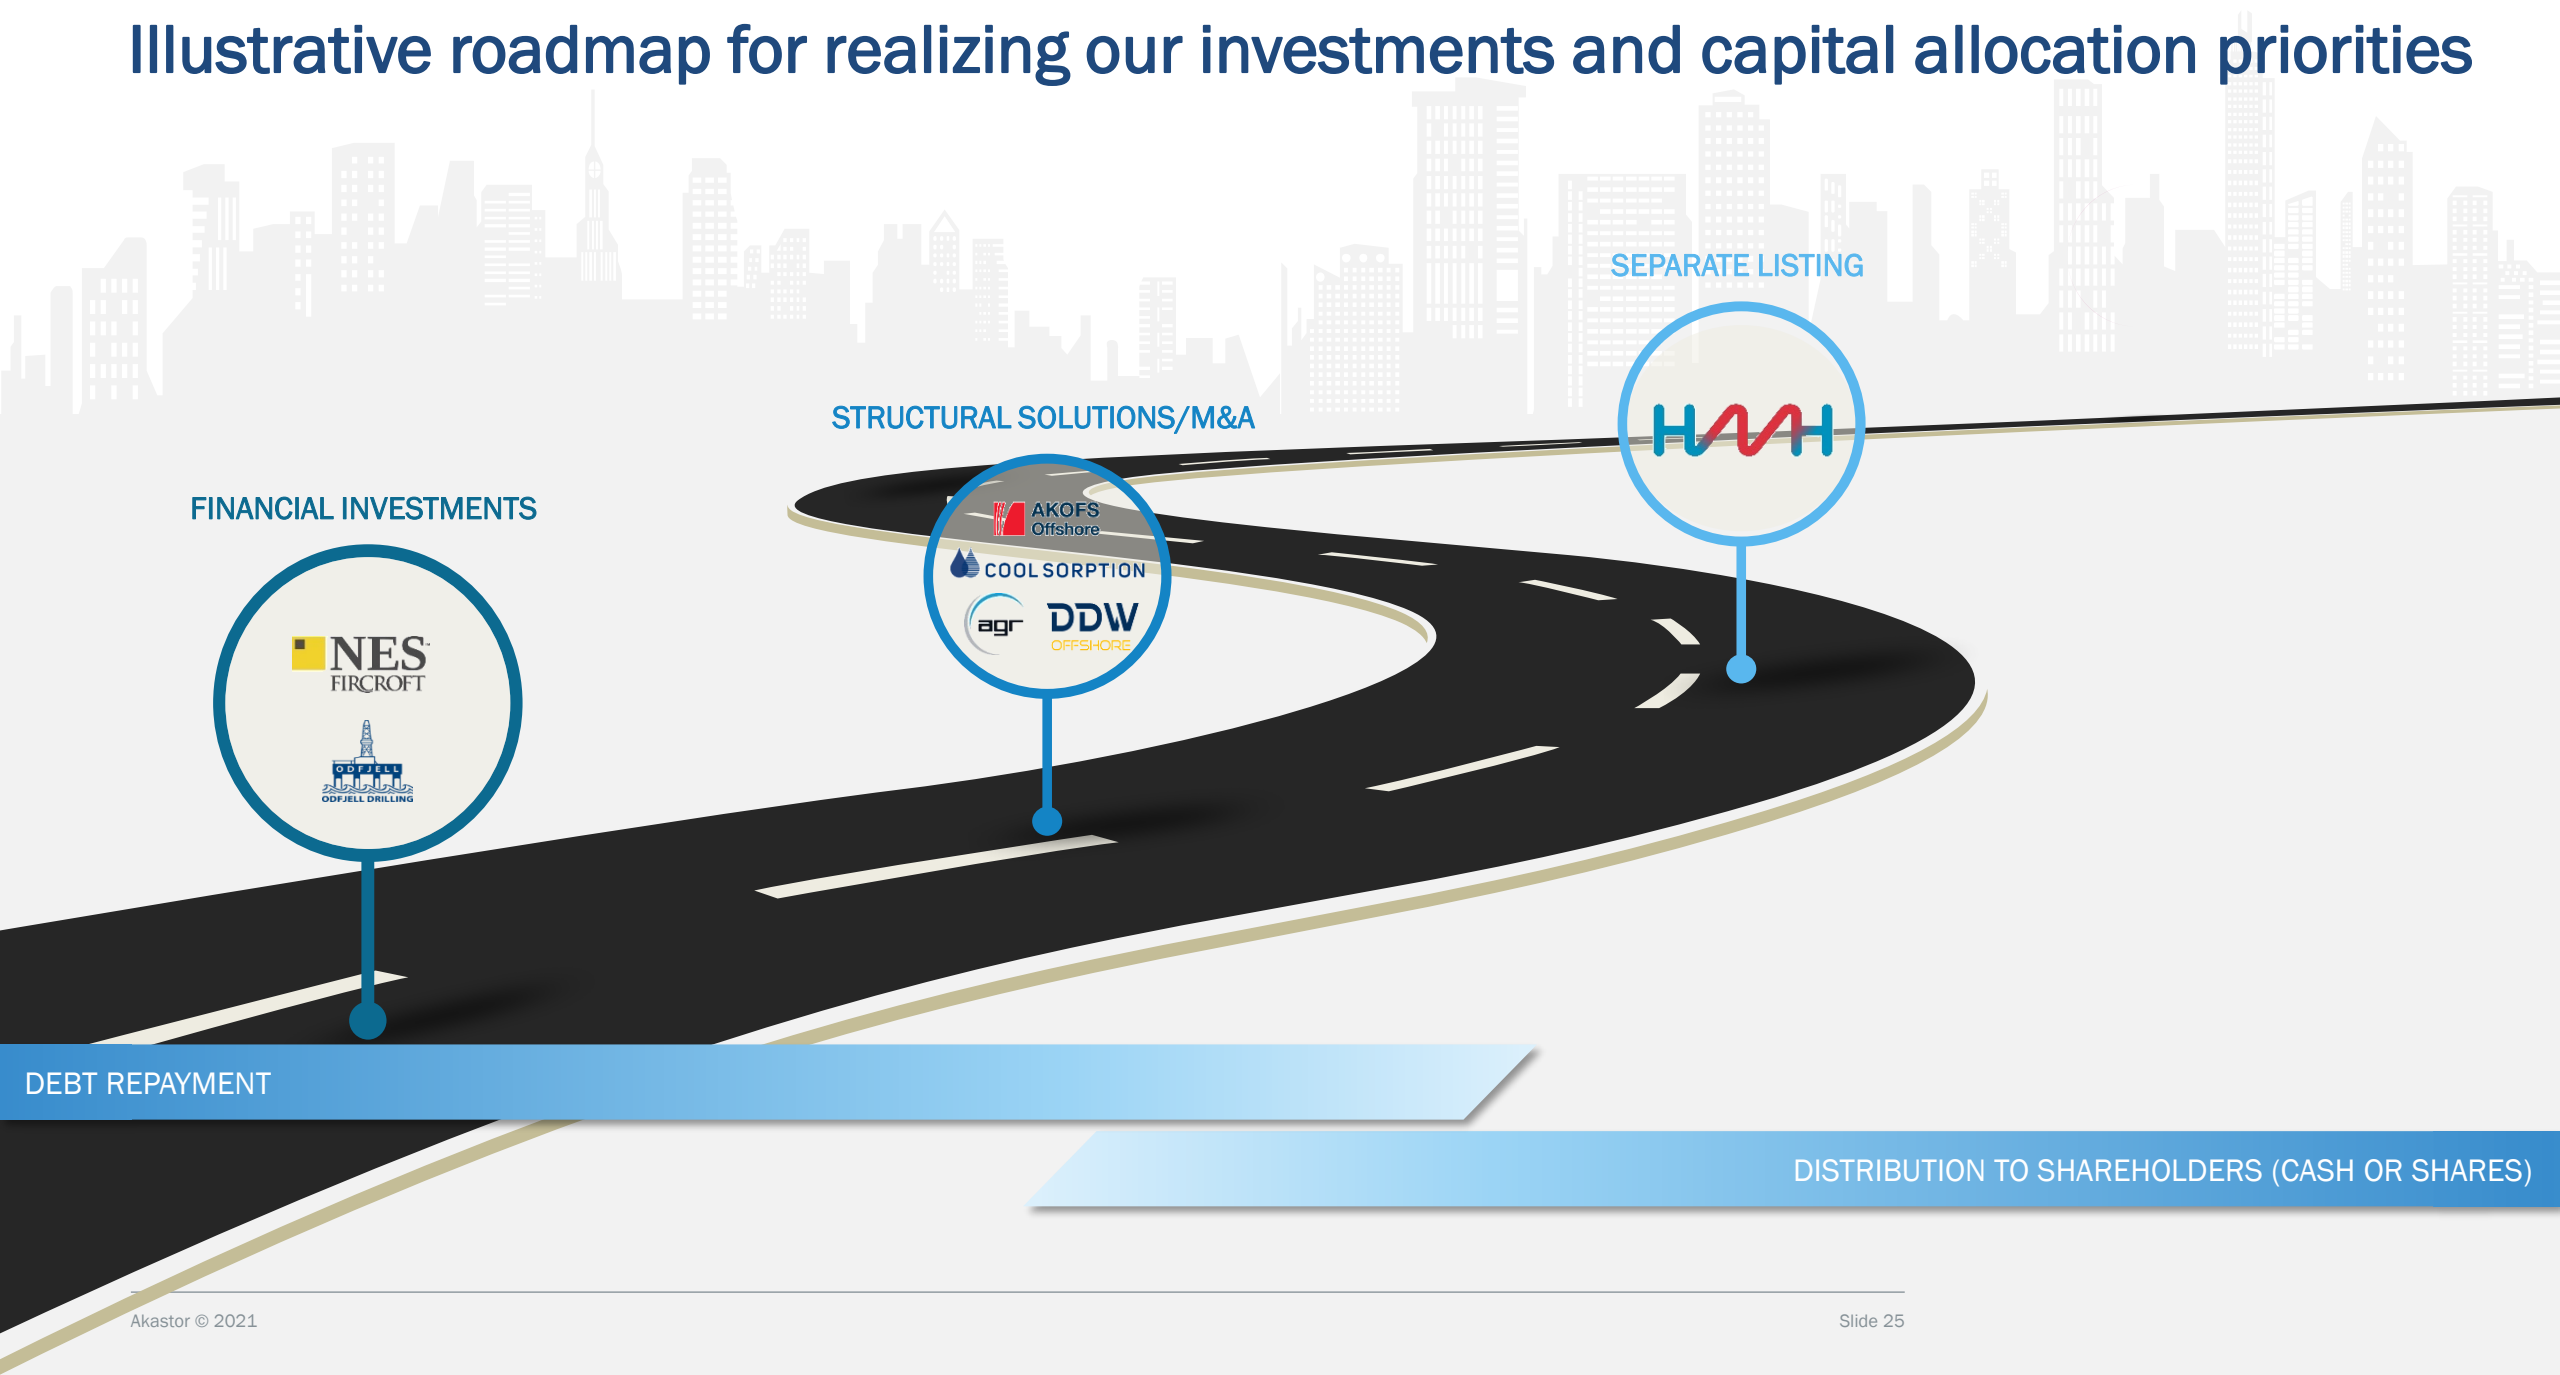 Illustrative roadmap for realizing our investments and capital allocation priorities
SEPARATE LISTING
HMH
STRUCTURAL SOLUTIONS/M&A
AKOFS
Offshore
COOL SORPTION
agr
DDW
OFFSHORE
FINANCIAL INVESTMENTS
NES
FIRCROFT
ODFJELL
ODFJELL DRILLING
DEBT REPAYMENT
DISTRIBUTION TO SHAREHOLDERS (CASH OR SHARES)
Akastor © 2021
Slide 25